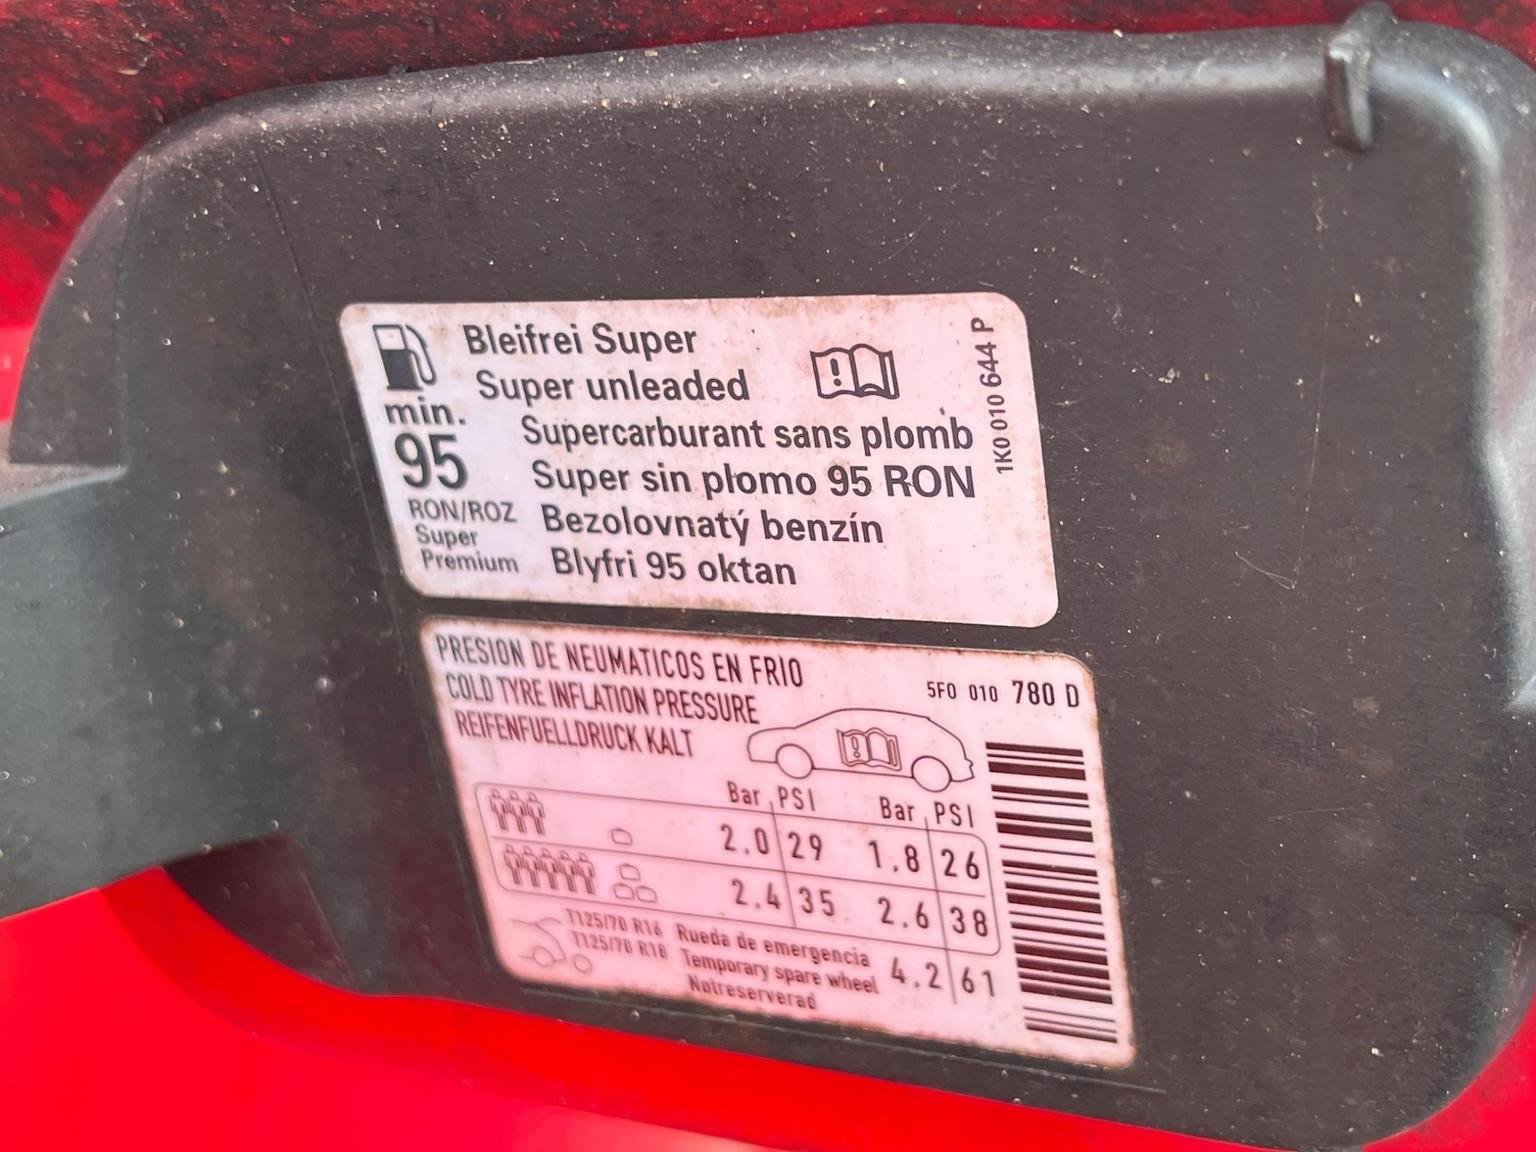 Bleifrei Super
Super unleaded
Supercarburant sans plomb
Super sin plomo 95 RON
Bezolovnatý benzín
Blyfri 95 oktan
min.
95
RON/ROZ
Super
Premium
1K0 010 644 P
PRESION DE NEUMATICOS EN FRIO
COLD TYRE INFLATION PRESSURE
REIFENFUELLDRUCK KALT
5F0 010 780 D
Bar PSI Bar PSI
2.0 29 1.8 26
2.4 35 2.6 38
T125/70 R16
T125/70 R18
Rueda de emergencia
Temporary spare wheel
Notreserverad
4.2 61